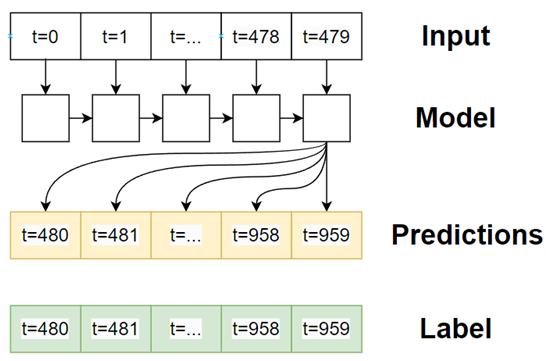 t=0 t=1 t=... t=478 t=479 Input
Model
t=480 t=481 t=... t=958 t=959 Predictions
t=480 t=481 t=... t=958 t=959 Label